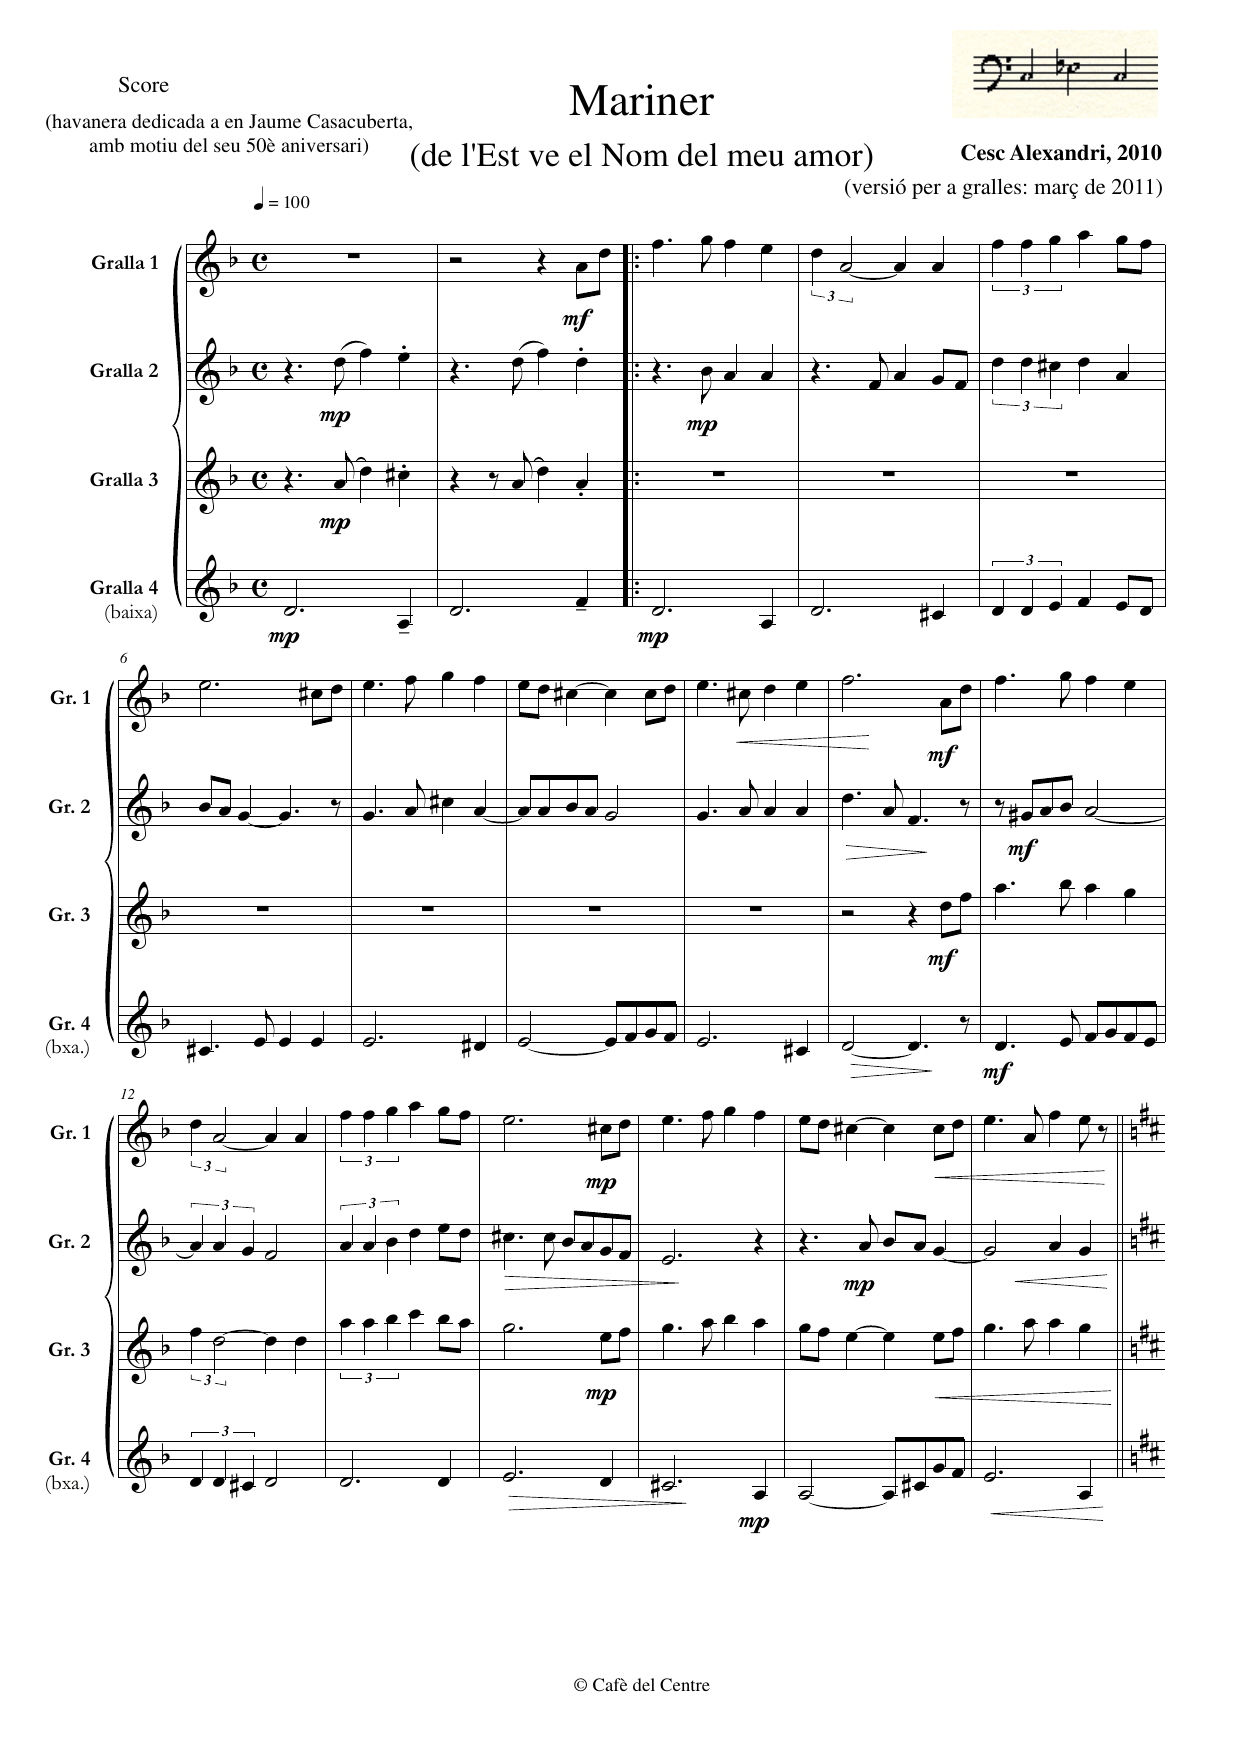 Score
Mariner
(havanera dedicada a en Jaume Casacuberta,
amb motiu del seu 50è aniversari)
(de l'Est ve el Nom del meu amor)
Cesc Alexandri, 2010
(versió per a gralles: març de 2011)
= 100
Gralla 1
3
3
mf
Gralla 2
3
mp
mp
Gralla 3
mp
3
Gralla 4
(baixa)
mp
mp
6
Gr. 1
mf
Gr. 2
mf
Gr. 3
mf
Gr. 4
(bxa.)
mf
12
Gr. 1
3
3
mp
3
3
Gr. 2
mp
Gr. 3
3
3
mp
3
Gr. 4
(bxa.)
mp
© Cafè del Centre